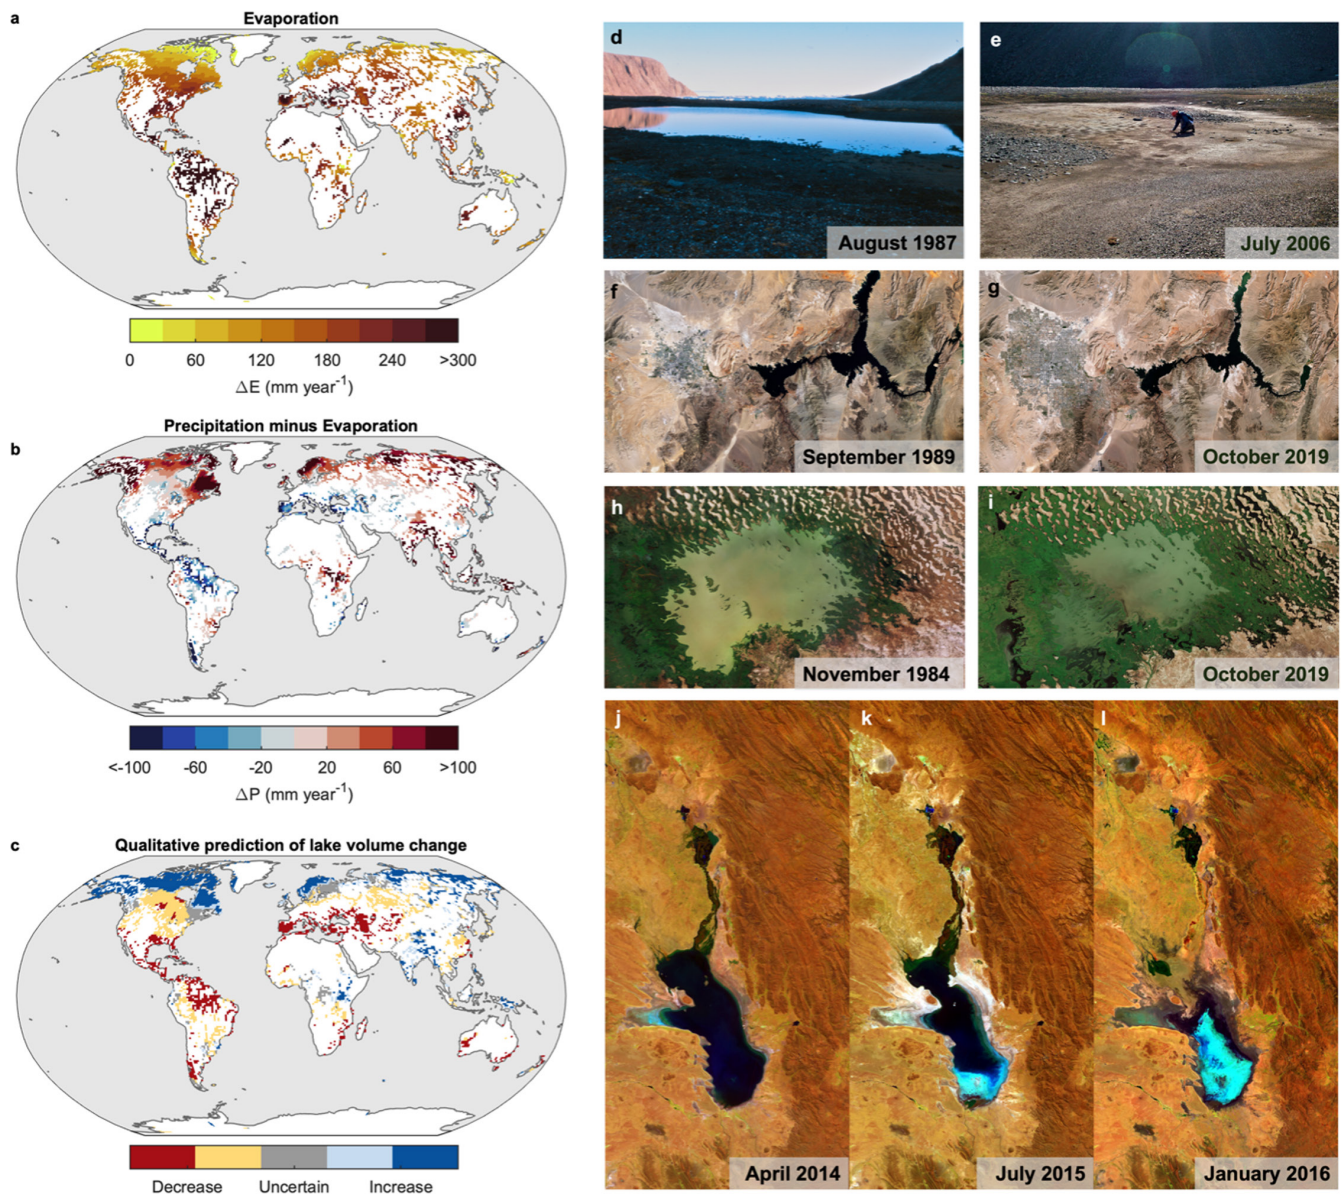 a
Evaporation
0 60 120 180 240 >300
ΔE (mm year⁻¹)
b
Precipitation minus Evaporation
<-100 -60 -20 20 60 >100
ΔP (mm year⁻¹)
c
Qualitative prediction of lake volume change
Decrease Uncertain Increase
d
August 1987
e
July 2006
f
September 1989
g
October 2019
h
November 1984
i
October 2019
j
April 2014
k
July 2015
l
January 2016